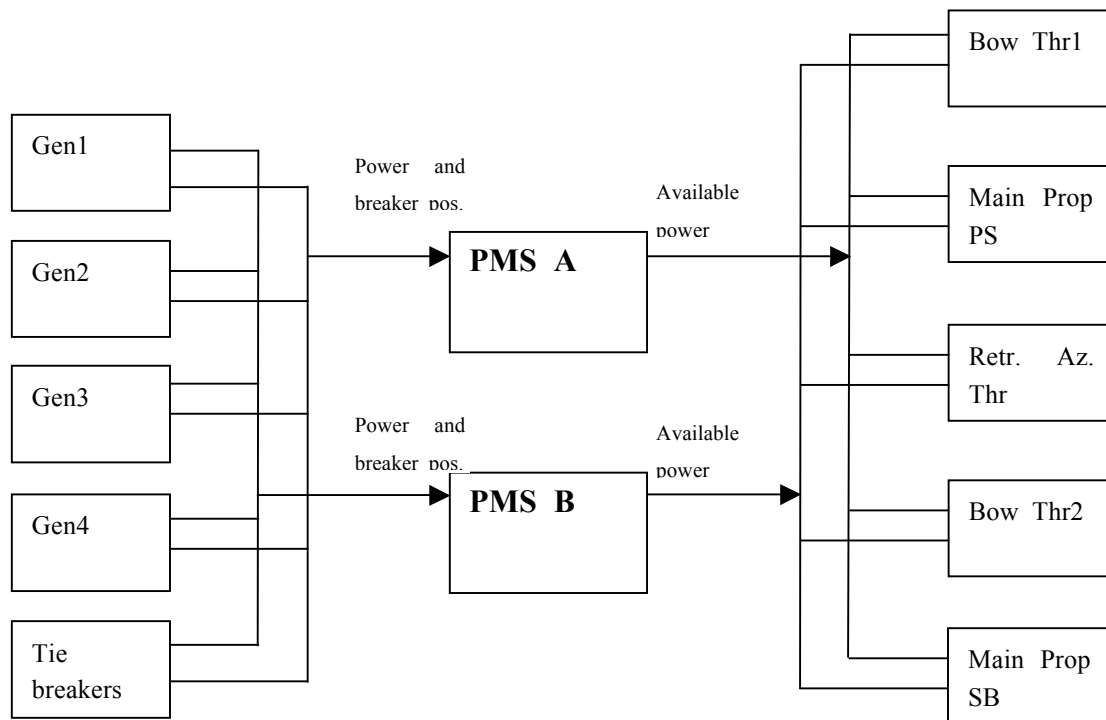 Gen1
Gen2
Gen3
Gen4
Tie
breakers
Power and
breaker pos.
PMS A
Available
power
Power and
breaker pos.
PMS B
Available
power
Bow Thr1
Main Prop
PS
Retr. Az.
Thr
Bow Thr2
Main Prop
SB